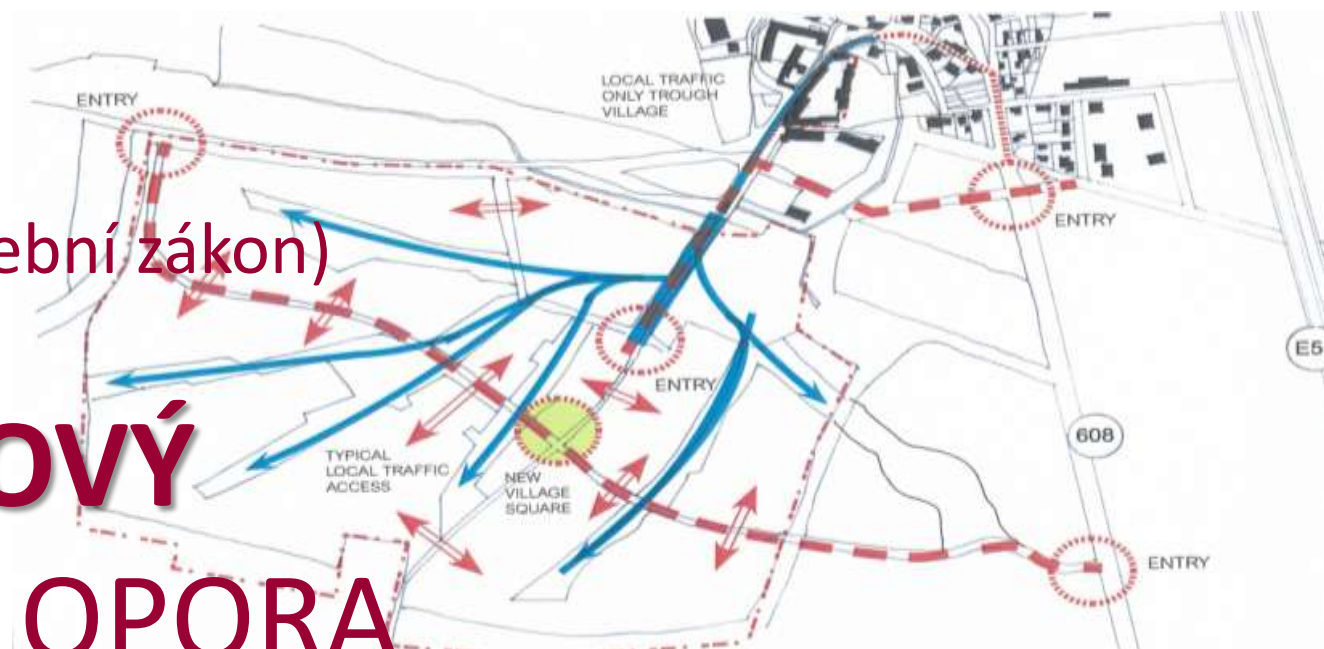 ENTRY
LOCAL TRAFFIC
ONLY TROUGH
VILLAGE
ENTRY
ební zákon)
E5
ENTRY
OVÝ
608
TYPICAL
LOCAL TRAFFIC
ACCESS
NEW
VILLAGE
SQUARE
ENTRY
OPORA